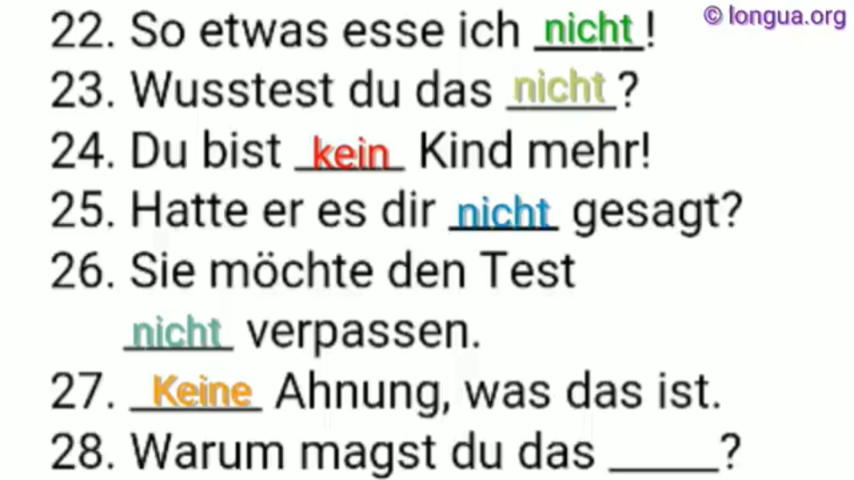 © longua.org
22. So etwas esse ich nicht!
23. Wusstest du das nicht?
24. Du bist kein Kind mehr!
25. Hatte er es dir nicht gesagt?
26. Sie möchte den Test
nicht verpassen.
27. Keine Ahnung, was das ist.
28. Warum magst du das _____?